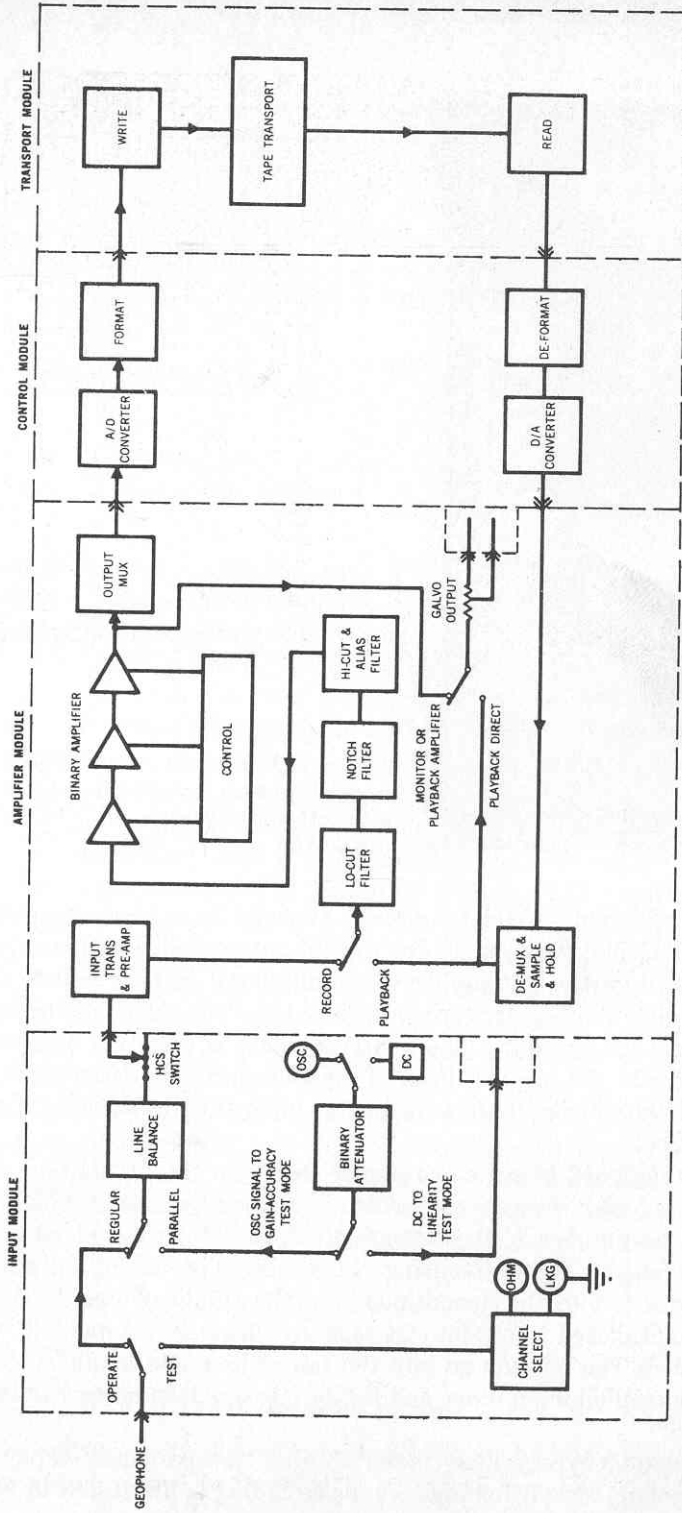 INPUT MODULE
AMPLIFIER MODULE
CONTROL MODULE
TRANSPORT MODULE
GEOPHONE
OPERATE
TEST
REGULAR
PARALLEL
LINE
BALANCE
HCS
SWITCH
OSC SIGNAL TO
GAIN-ACCURACY
TEST MODE
BINARY
ATTENUATOR
OSC
DC
DC TO
LINEARITY
TEST MODE
CHANNEL
SELECT
OHM
LKG
INPUT
TRANS
& PRE-AMP
RECORD
PLAYBACK
LO-CUT
FILTER
NOTCH
FILTER
HI-CUT &
ALIAS
FILTER
BINARY AMPLIFIER
CONTROL
OUTPUT
MUX
MONITOR OR
PLAYBACK AMPLIFIER
PLAYBACK DIRECT
GALVO
OUTPUT
DE-MUX &
SAMPLE
& HOLD
A/D
CONVERTER
FORMAT
D/A
CONVERTER
DE-FORMAT
WRITE
TAPE TRANSPORT
READ